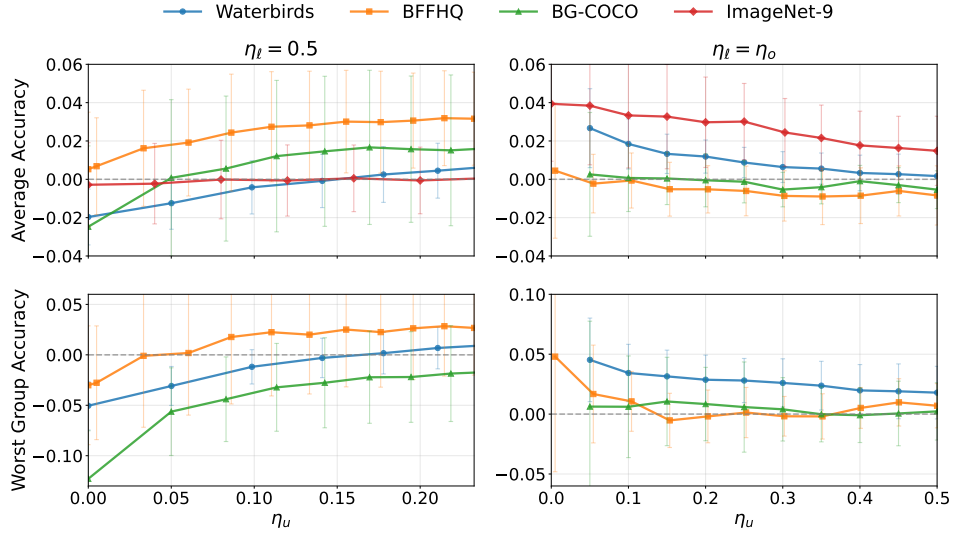 Waterbirds BFFHQ BG-COCO ImageNet-9
η_ℓ = 0.5
η_ℓ = η_o
Average Accuracy
0.06
0.04
0.02
0.00
−0.02
−0.04
0.06
0.04
0.02
0.00
−0.02
−0.04
Worst Group Accuracy
0.05
0.00
−0.05
−0.10
0.10
0.05
0.00
−0.05
0.00 0.05 0.10 0.15 0.20
0.0 0.1 0.2 0.3 0.4 0.5
η_u
η_u